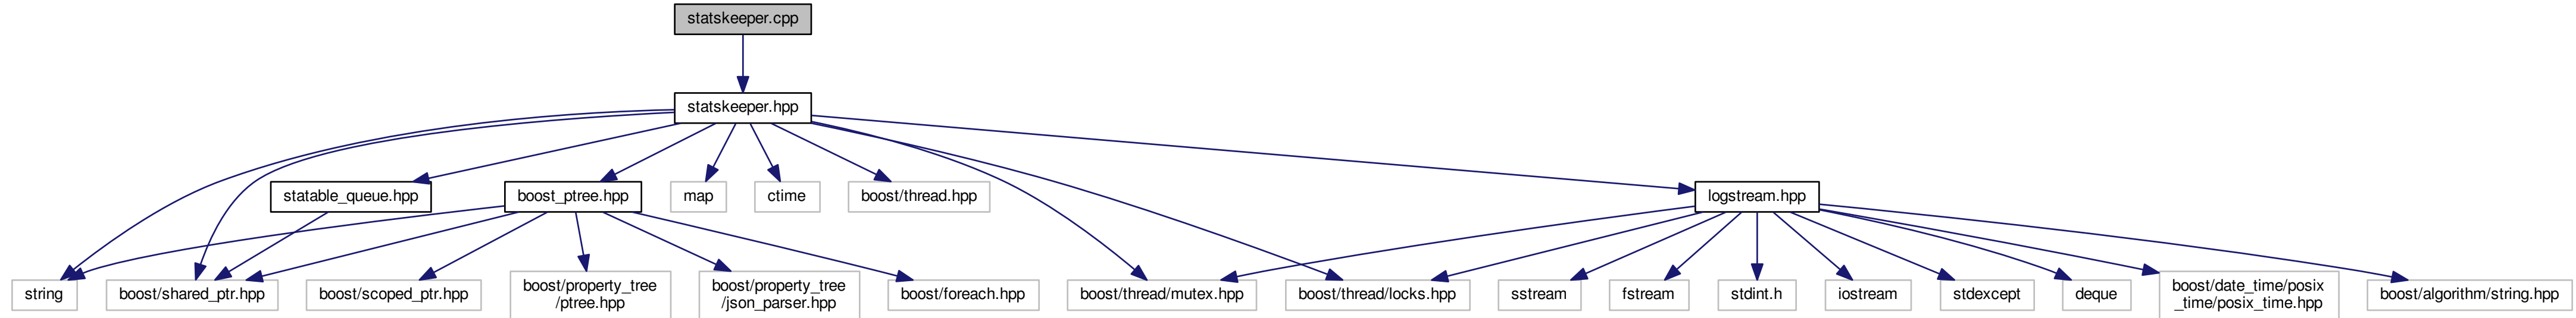 statskeeper.cpp
statskeeper.hpp
statable_queue.hpp
boost_ptree.hpp
map
ctime
boost/thread.hpp
logstream.hpp
string
boost/shared_ptr.hpp
boost/scoped_ptr.hpp
boost/property_tree
/ptree.hpp
boost/property_tree
/json_parser.hpp
boost/foreach.hpp
boost/thread/mutex.hpp
boost/thread/locks.hpp
sstream
fstream
stdint.h
iostream
stdexcept
deque
boost/date_time/posix
_time/posix_time.hpp
boost/algorithm/string.hpp